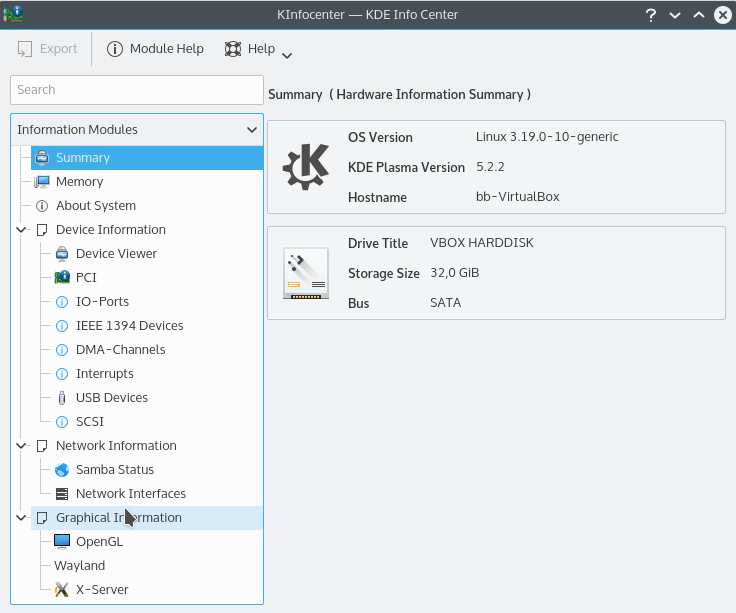 KInfocenter — KDE Info Center
Export
Module Help
Help
Search
Summary ( Hardware Information Summary )
Information Modules
Summary
Memory
About System
Device Information
Device Viewer
PCI
IO-Ports
IEEE 1394 Devices
DMA-Channels
Interrupts
USB Devices
SCSI
Network Information
Samba Status
Network Interfaces
Graphical Information
OpenGL
Wayland
X-Server
OS Version Linux 3.19.0-10-generic
KDE Plasma Version 5.2.2
Hostname bb-VirtualBox
Drive Title VBOX HARDDISK
Storage Size 32,0 GiB
Bus SATA